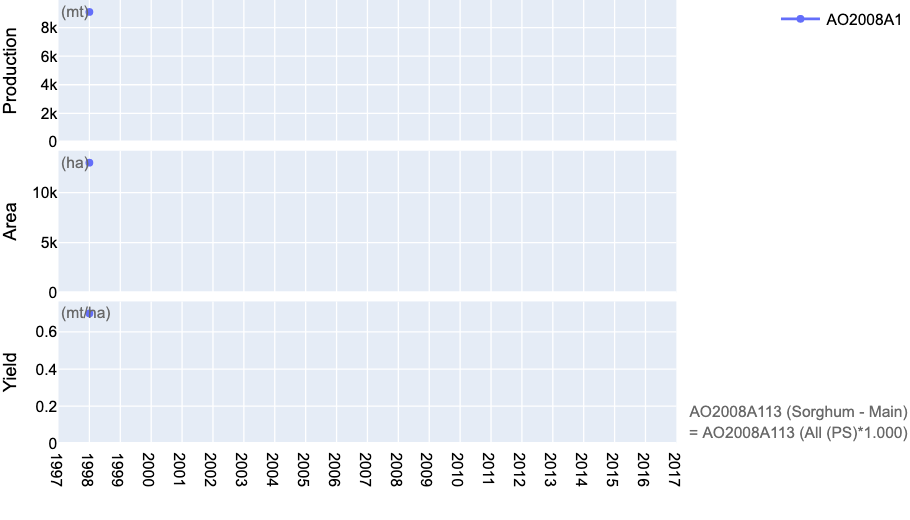 (mt)
8k
6k
4k
2k
0
Production
AO2008A1
(ha)
10k
5k
0
Area
(mt/ha)
0.6
0.4
0.2
0
Yield
AO2008A113 (Sorghum - Main)
= AO2008A113 (All (PS)*1.000)
1997
1998
1999
2000
2001
2002
2003
2004
2005
2006
2007
2008
2009
2010
2011
2012
2013
2014
2015
2016
2017